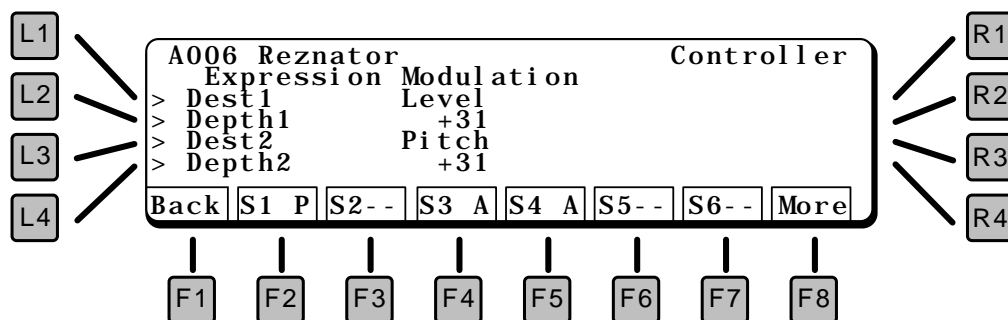 L1
L2
L3
L4
A006 Reznator Controller
Expression Modulation
> Dest1 Level
> Depth1 +31
> Dest2 Pitch
> Depth2 +31
Back S1 P S2-- S3 A S4 A S5-- S6-- More
R1
R2
R3
R4
F1 F2 F3 F4 F5 F6 F7 F8